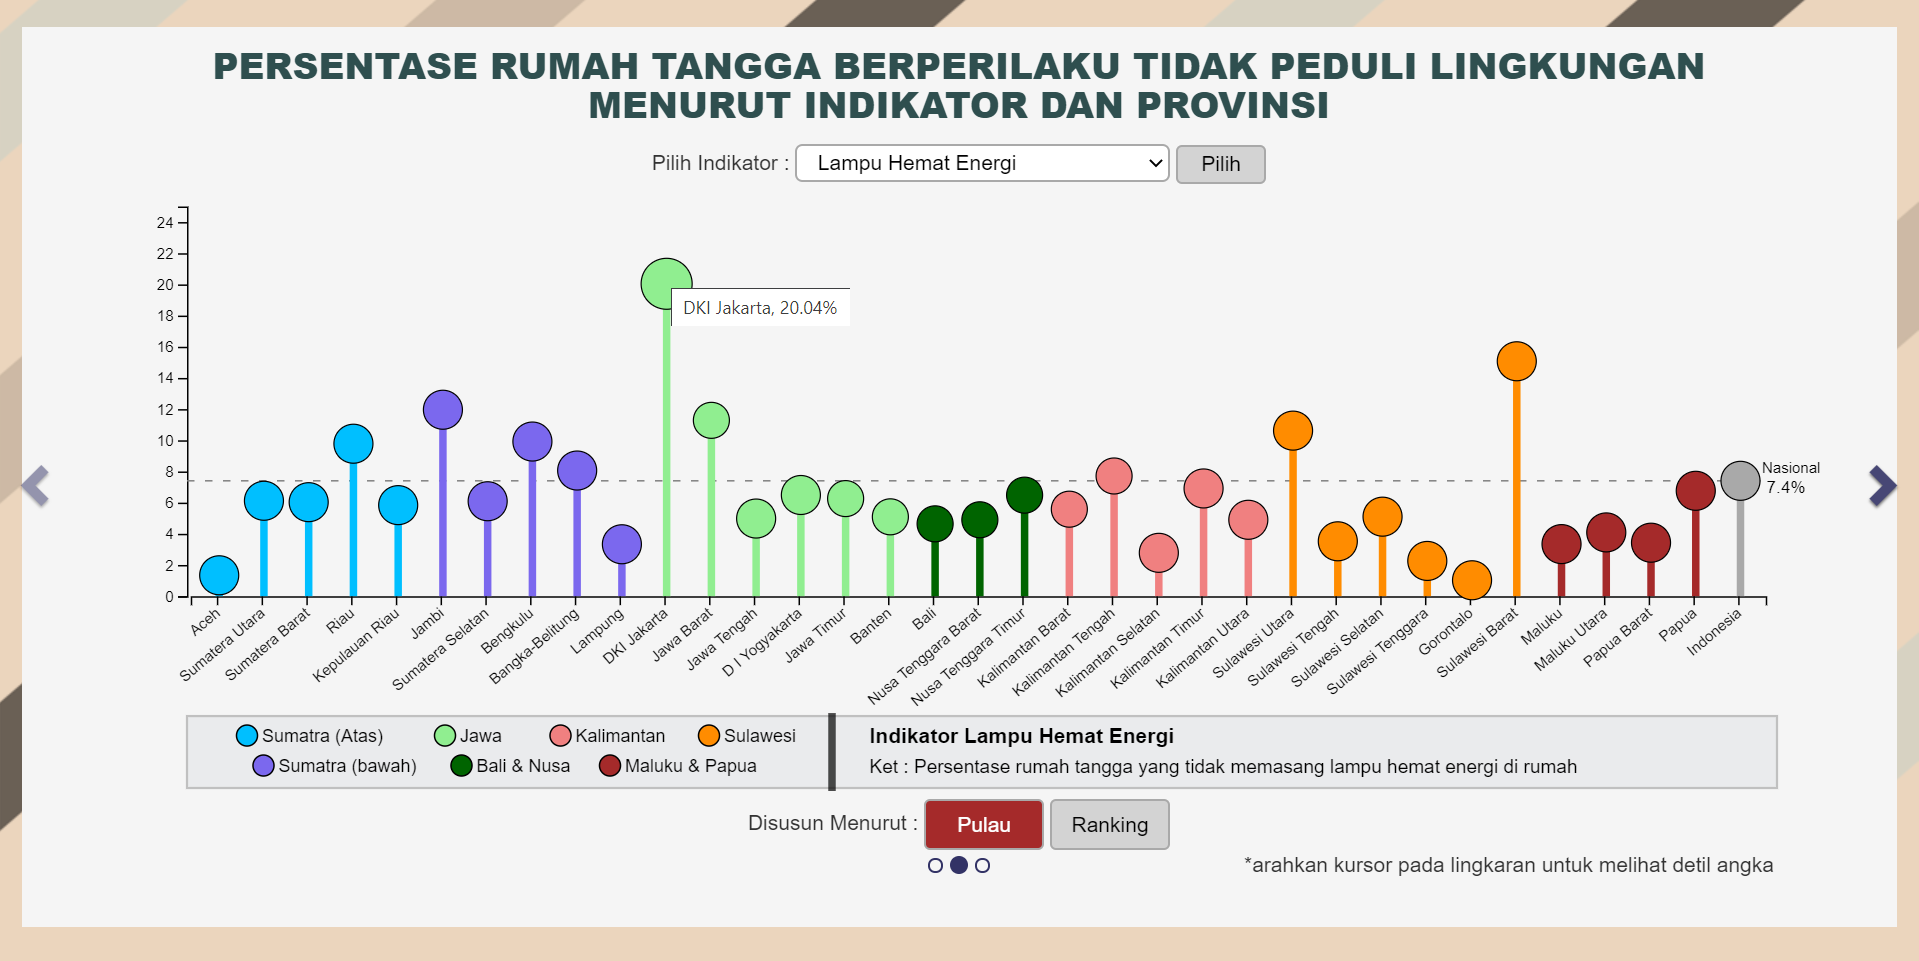 PERSENTASE RUMAH TANGGA BERPERILAKU TIDAK PEDULI LINGKUNGAN
MENURUT INDIKATOR DAN PROVINSI
Pilih Indikator : Lampu Hemat Energi Pilih
24
22
20
18
16
14
12
10
8
6
4
2
0
DKI Jakarta, 20.04%
Nasional
7.4%
Aceh
Sumatera Utara
Sumatera Barat
Riau
Kepulauan Riau
Jambi
Sumatera Selatan
Bengkulu
Bangka-Belitung
Lampung
DKI Jakarta
Jawa Barat
Jawa Tengah
D I Yogyakarta
Jawa Timur
Banten
Bali
Nusa Tenggara Barat
Nusa Tenggara Timur
Kalimantan Barat
Kalimantan Tengah
Kalimantan Selatan
Kalimantan Timur
Kalimantan Utara
Sulawesi Utara
Sulawesi Tengah
Sulawesi Selatan
Sulawesi Tenggara
Gorontalo
Sulawesi Barat
Maluku
Maluku Utara
Papua Barat
Papua
Indonesia
Sumatra (Atas) Jawa Kalimantan Sulawesi
Sumatra (bawah) Bali & Nusa Maluku & Papua
Indikator Lampu Hemat Energi
Ket : Persentase rumah tangga yang tidak memasang lampu hemat energi di rumah
Disusun Menurut : Pulau Ranking
*arahkan kursor pada lingkaran untuk melihat detil angka